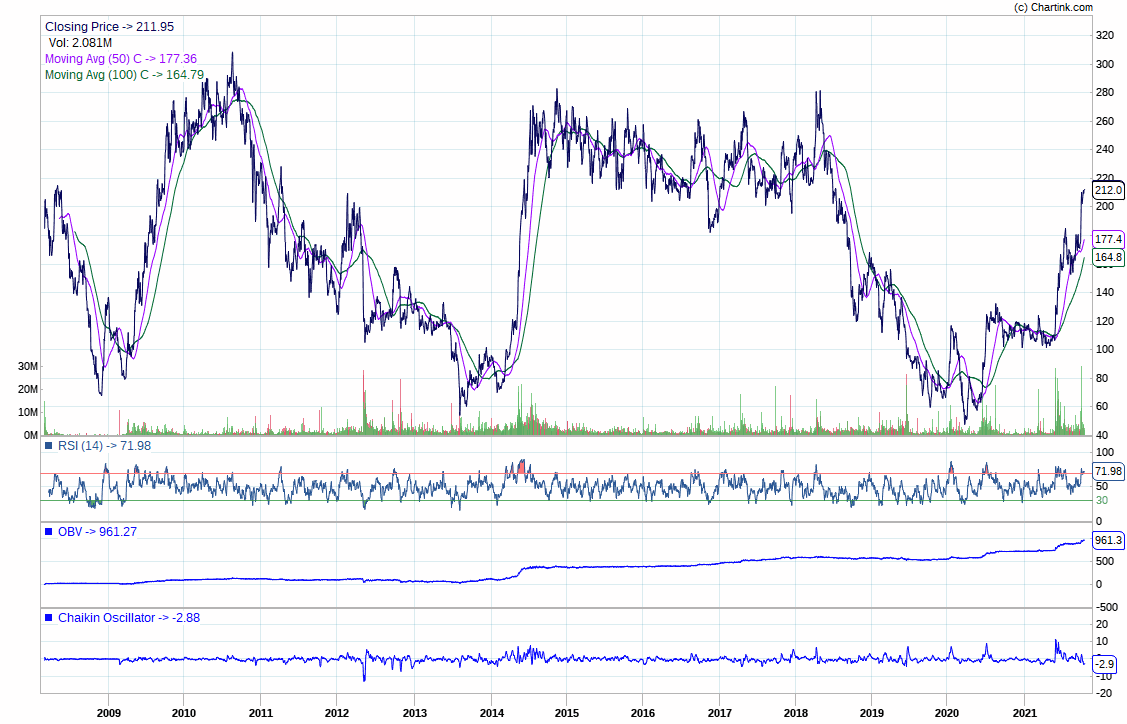 (c) Chartink.com
Closing Price -> 211.95
Vol: 2.081M
Moving Avg (50) C -> 177.36
Moving Avg (100) C -> 164.79
320
300
280
260
240
220
212.0
200
177.4
164.8
160
140
120
100
80
60
40
30M
20M
10M
0M
RSI (14) -> 71.98
100
71.98
50
30
0
OBV -> 961.27
961.3
500
0
-500
Chaikin Oscillator -> -2.88
20
10
0
-2.9
-10
-20
2009 2010 2011 2012 2013 2014 2015 2016 2017 2018 2019 2020 2021